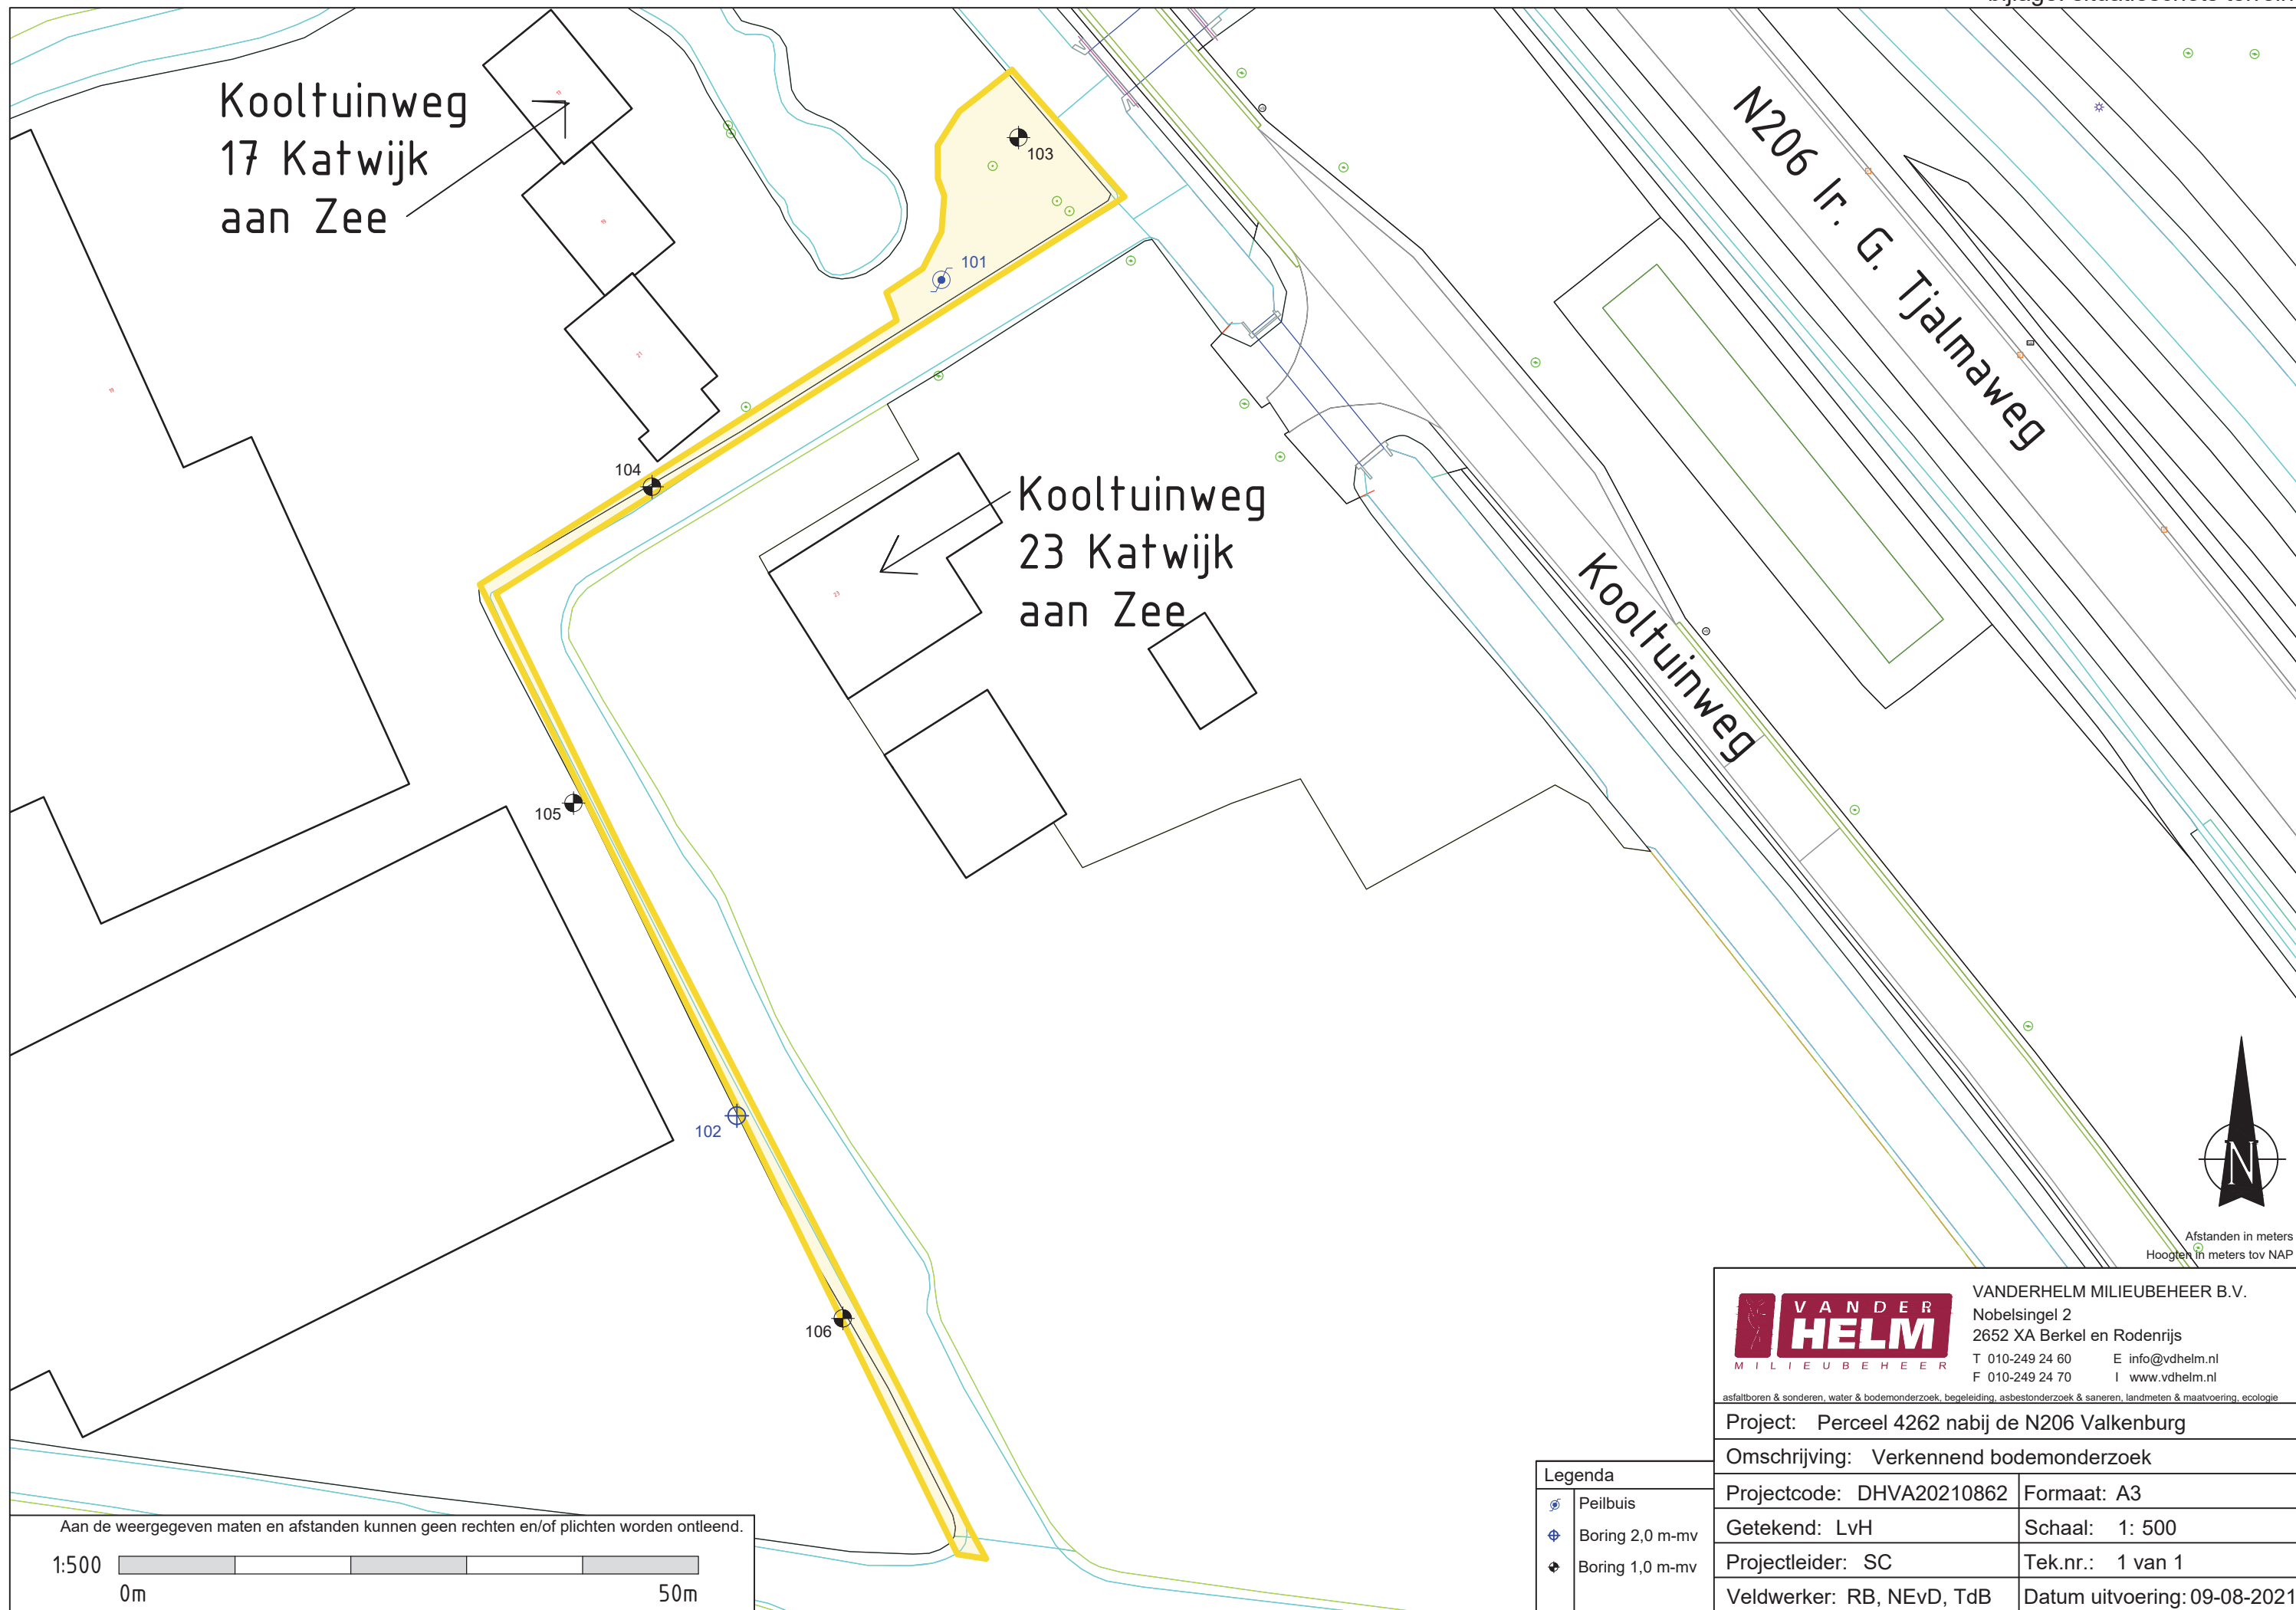 Kooltuinweg
17 Katwijk
aan Zee
103
101
104
N206 Ir. G. Tjalmaweg
Kooltuinweg
23 Katwijk
aan Zee
23
21
Kooltuinweg
105
102
106
N
Afstanden in meters
Hoogten in meters tov NAP
VANDER
HELM
MILIEUBEHEER
VANDERHELM MILIEUBEHEER B.V.
Nobelsingel 2
2652 XA Berkel en Rodenrijs
T 010-249 24 60 E info@vdhelm.nl
F 010-249 24 70 I www.vdhelm.nl
asfaltboren & sonderen, water & bodemonderzoek, begeleiding, asbestonderzoek & saneren, landmeten & maatvoering, ecologie
Project: Perceel 4262 nabij de N206 Valkenburg
Omschrijving: Verkennend bodemonderzoek
Projectcode: DHVA20210862 Formaat: A3
Getekend: LvH Schaal: 1: 500
Projectleider: SC Tek.nr.: 1 van 1
Veldwerker: RB, NEvD, TdB Datum uitvoering: 09-08-2021
Legenda
Peilbuis
Boring 2,0 m-mv
Boring 1,0 m-mv
Aan de weergegeven maten en afstanden kunnen geen rechten en/of plichten worden ontleend.
1:500
0m 50m